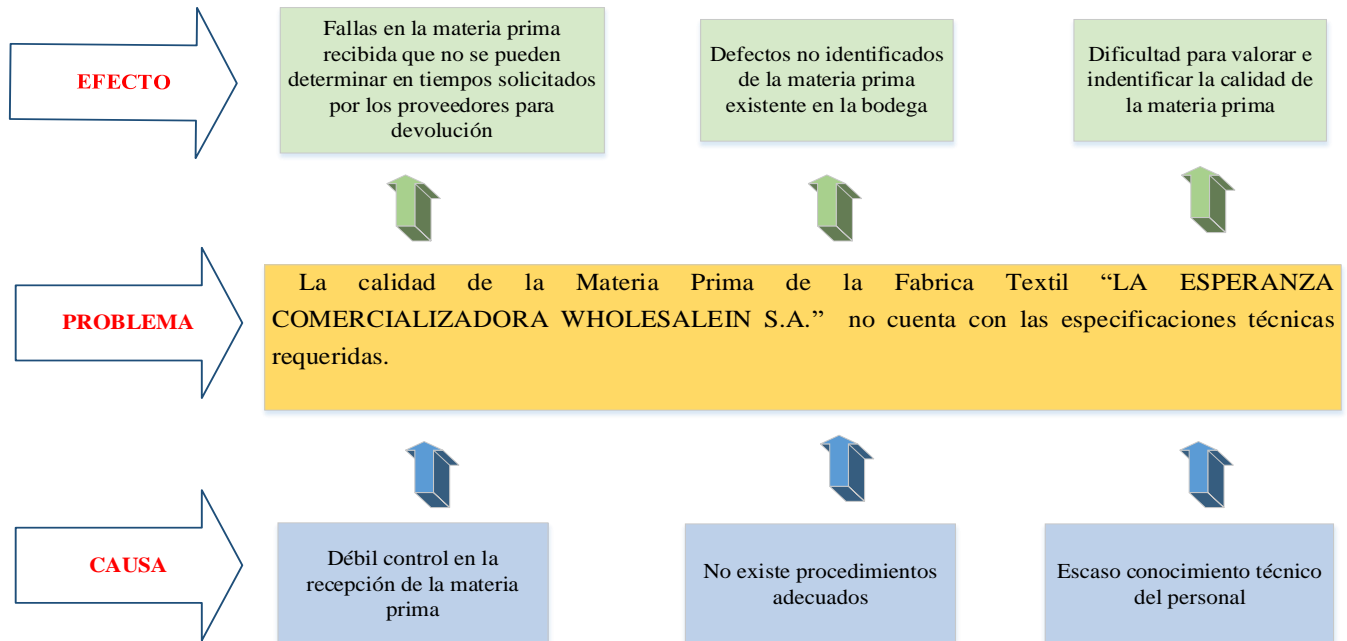 EFECTO
Fallas en la materia prima
recibida que no se pueden
determinar en tiempos solicitados
por los proveedores para
devolución
Defectos no identificados
de la materia prima
existente en la bodega
Dificultad para valorar e
indentificar la calidad de
la materia prima
PROBLEMA
La calidad de la Materia Prima de la Fabrica Textil “LA ESPERANZA
COMERCIALIZADORA WHOLESALEIN S.A.” no cuenta con las especificaciones técnicas
requeridas.
CAUSA
Débil control en la
recepción de la materia
prima
No existe procedimientos
adecuados
Escaso conocimiento técnico
del personal